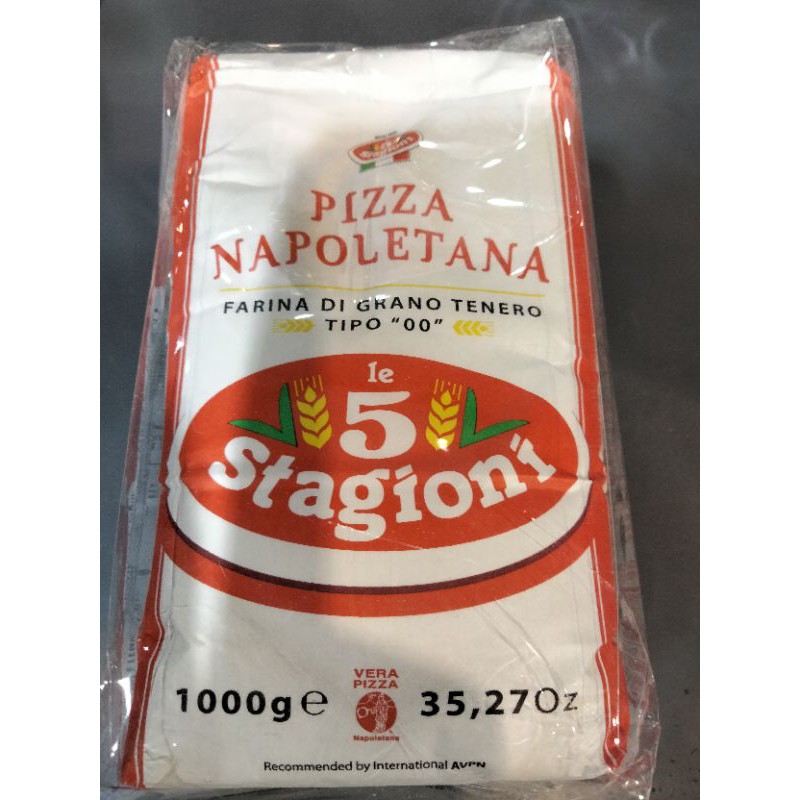 Stagioni
PIZZA
NAPOLETANA
FARINA DI GRANO TENERO
TIPO "00"
le
5
Stagioni
VERA
PIZZA
Napoletana
1000g e 35,27Oz
Recommended by International AVPN